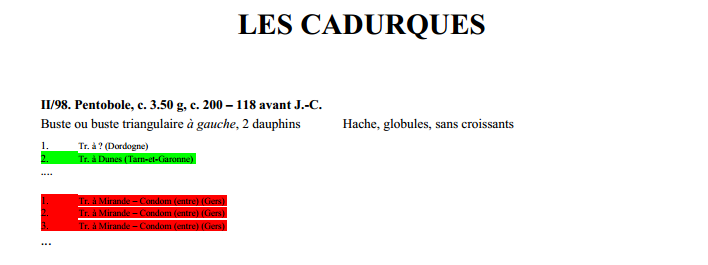 LES CADURQUES
II/98. Pentobole, c. 3.50 g, c. 200 – 118 avant J.-C.
Buste ou buste triangulaire à gauche, 2 dauphins Hache, globules, sans croissants
1. Tr. à ? (Dordogne)
2. Tr. à Dunes (Tarn-et-Garonne)
....
1. Tr. à Mirande – Condom (entre) (Gers)
2. Tr. à Mirande – Condom (entre) (Gers)
3. Tr. à Mirande – Condom (entre) (Gers)
...